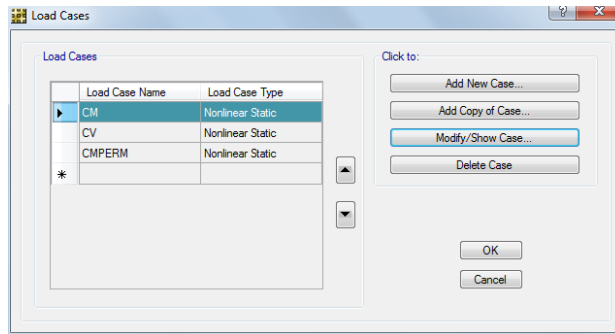 Load Cases
Load Cases
Click to:
Load Case Name Load Case Type
CM Nonlinear Static
CV Nonlinear Static
CMPERM Nonlinear Static
*
Add New Case...
Add Copy of Case...
Modify/Show Case...
Delete Case
OK
Cancel